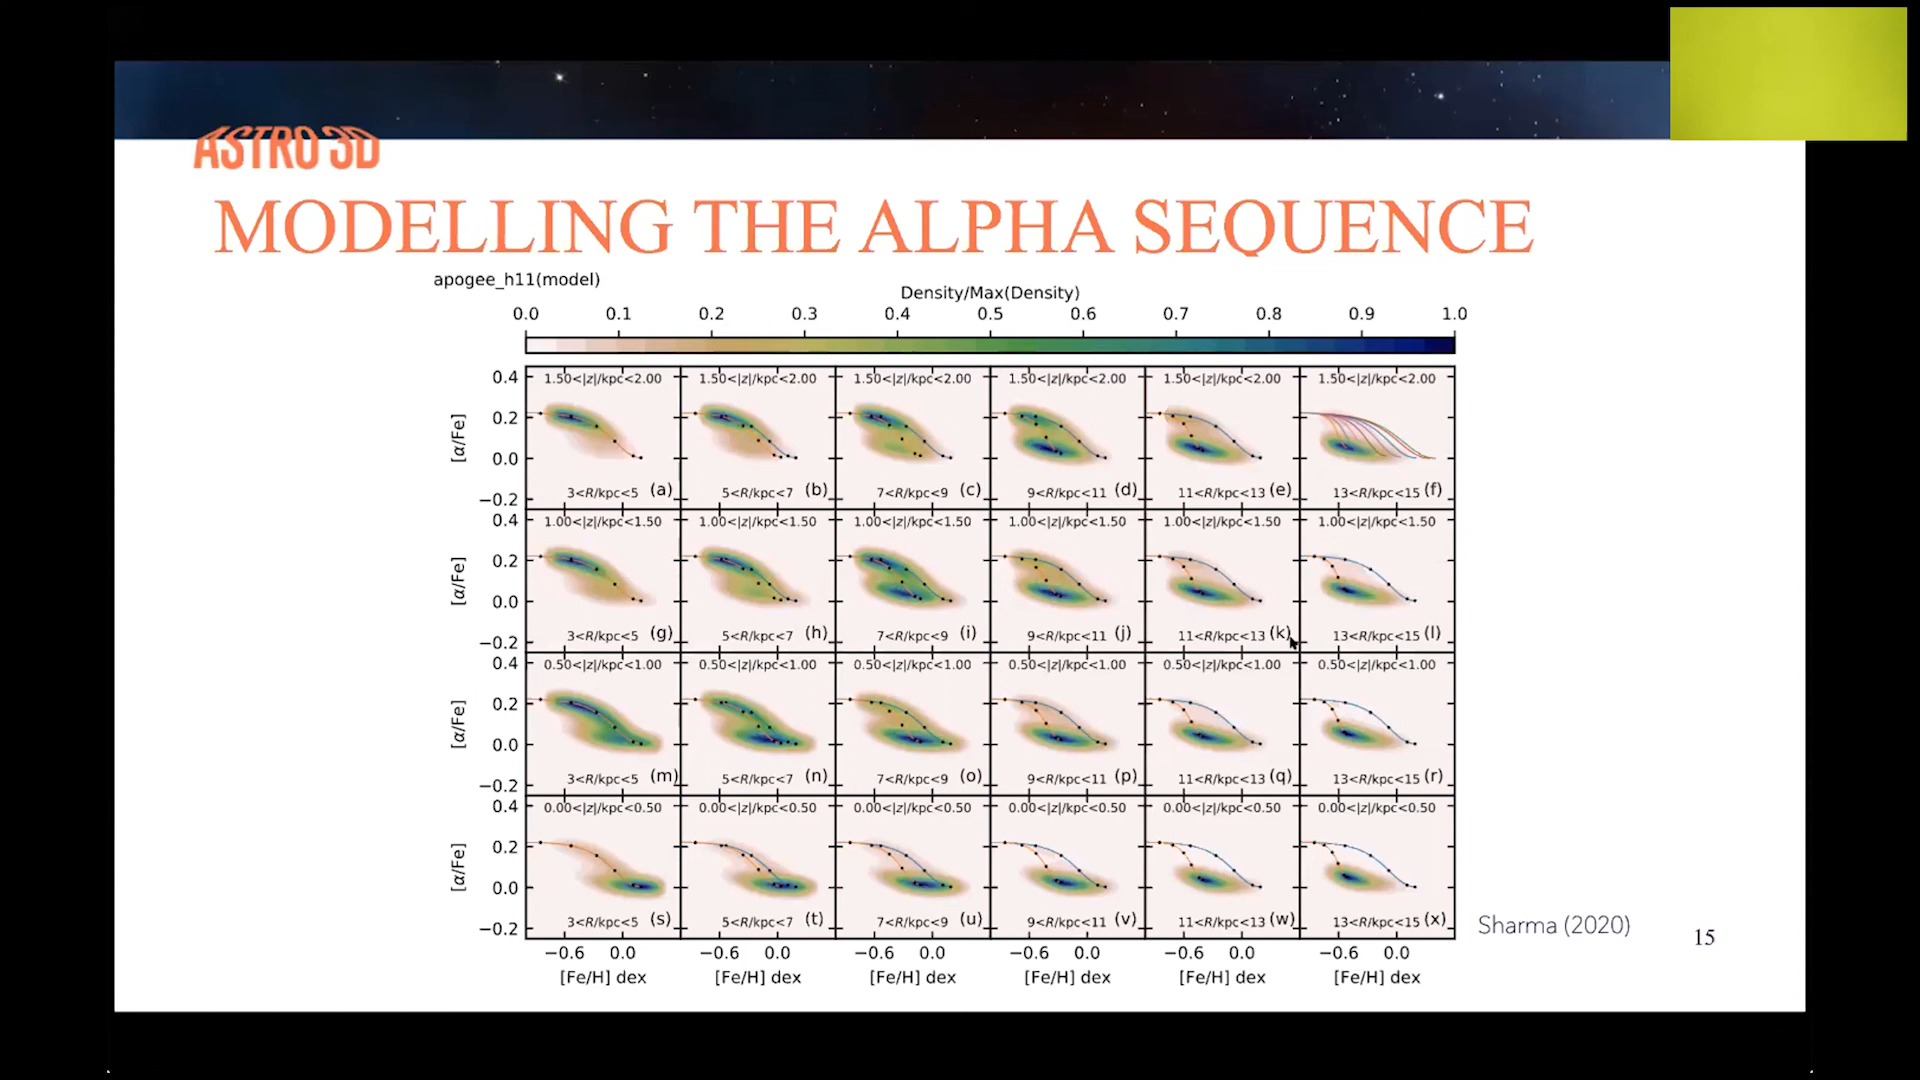 ASTRO 3D
MODELLING THE ALPHA SEQUENCE
apogee_h11(model)
Density/Max(Density)
0.0 0.1 0.2 0.3 0.4 0.5 0.6 0.7 0.8 0.9 1.0
0.4 1.50<|z|/kpc<2.00 1.50<|z|/kpc<2.00 1.50<|z|/kpc<2.00 1.50<|z|/kpc<2.00 1.50<|z|/kpc<2.00 1.50<|z|/kpc<2.00
0.2
[α/Fe]
0.0
−0.2 3<R/kpc<5 (a) 5<R/kpc<7 (b) 7<R/kpc<9 (c) 9<R/kpc<11 (d) 11<R/kpc<13 (e) 13<R/kpc<15 (f)
0.4 1.00<|z|/kpc<1.50 1.00<|z|/kpc<1.50 1.00<|z|/kpc<1.50 1.00<|z|/kpc<1.50 1.00<|z|/kpc<1.50 1.00<|z|/kpc<1.50
0.2
[α/Fe]
0.0
−0.2 3<R/kpc<5 (g) 5<R/kpc<7 (h) 7<R/kpc<9 (i) 9<R/kpc<11 (j) 11<R/kpc<13 (k) 13<R/kpc<15 (l)
0.4 0.50<|z|/kpc<1.00 0.50<|z|/kpc<1.00 0.50<|z|/kpc<1.00 0.50<|z|/kpc<1.00 0.50<|z|/kpc<1.00 0.50<|z|/kpc<1.00
0.2
[α/Fe]
0.0
−0.2 3<R/kpc<5 (m) 5<R/kpc<7 (n) 7<R/kpc<9 (o) 9<R/kpc<11 (p) 11<R/kpc<13 (q) 13<R/kpc<15 (r)
0.4 0.00<|z|/kpc<0.50 0.00<|z|/kpc<0.50 0.00<|z|/kpc<0.50 0.00<|z|/kpc<0.50 0.00<|z|/kpc<0.50 0.00<|z|/kpc<0.50
0.2
[α/Fe]
0.0
−0.2 3<R/kpc<5 (s) 5<R/kpc<7 (t) 7<R/kpc<9 (u) 9<R/kpc<11 (v) 11<R/kpc<13 (w) 13<R/kpc<15 (x)
−0.6 0.0 −0.6 0.0 −0.6 0.0 −0.6 0.0 −0.6 0.0 −0.6 0.0
[Fe/H] dex [Fe/H] dex [Fe/H] dex [Fe/H] dex [Fe/H] dex [Fe/H] dex
Sharma (2020)
15